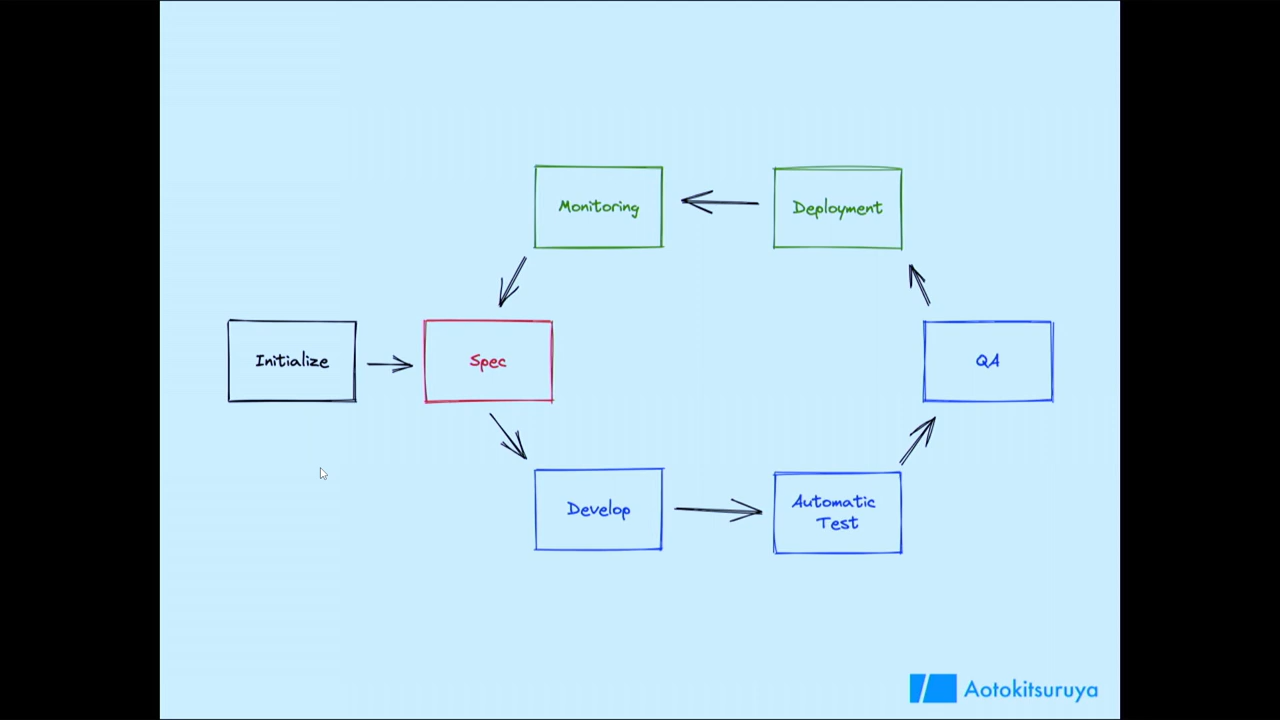 Monitoring
Deployment
Initialize
Spec
QA
Develop
Automatic
Test
Aotokitsuruya